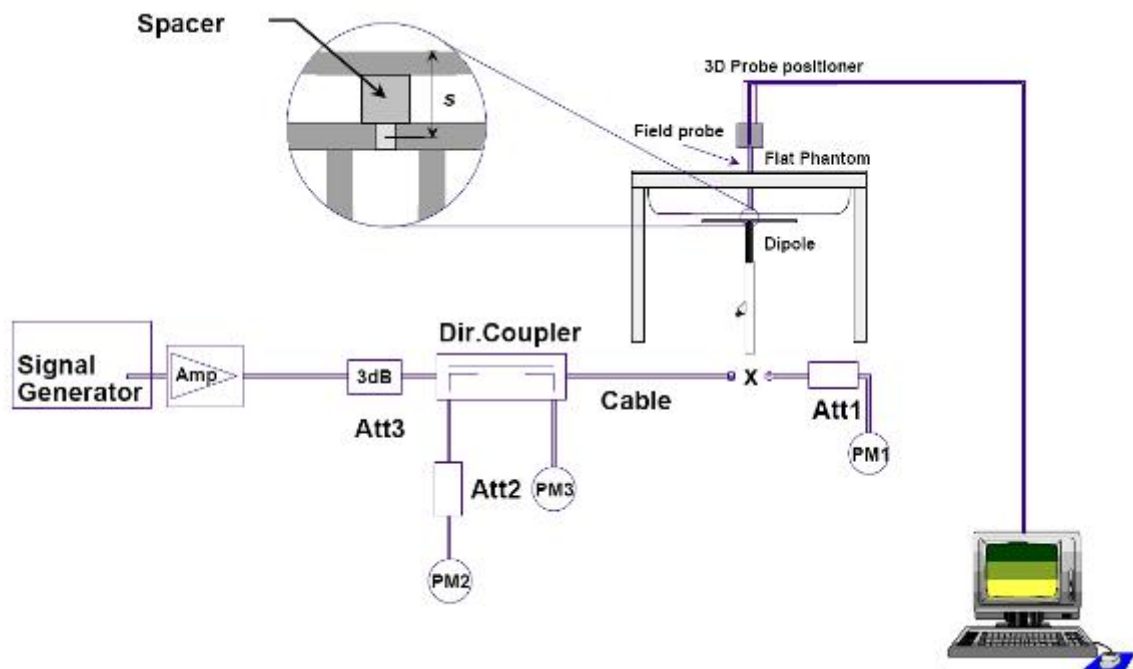 Spacer
s
3D Probe positioner
Field probe
Flat Phantom
Dipole
Signal
Generator
Amp
3dB
Att3
Dir.Coupler
Cable
X
Att1
PM1
Att2
PM3
PM2